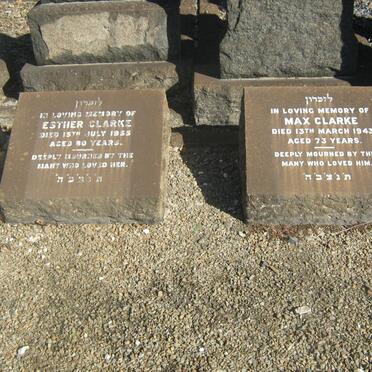 לזכרון
IN LOVING MEMORY OF
ESTHER CLARKE
DIED 15TH JULY 1955
AGED 80 YEARS.
DEEPLY MOURNED BY THE
MANY WHO LOVED HER.
ת'נ'צ'ב'ה'
לזכרון
IN LOVING MEMORY OF
MAX CLARKE
DIED 13TH MARCH 1943
AGED 73 YEARS.
DEEPLY MOURNED BY THE
MANY WHO LOVED HIM.
ת'נ'צ'ב'ה'